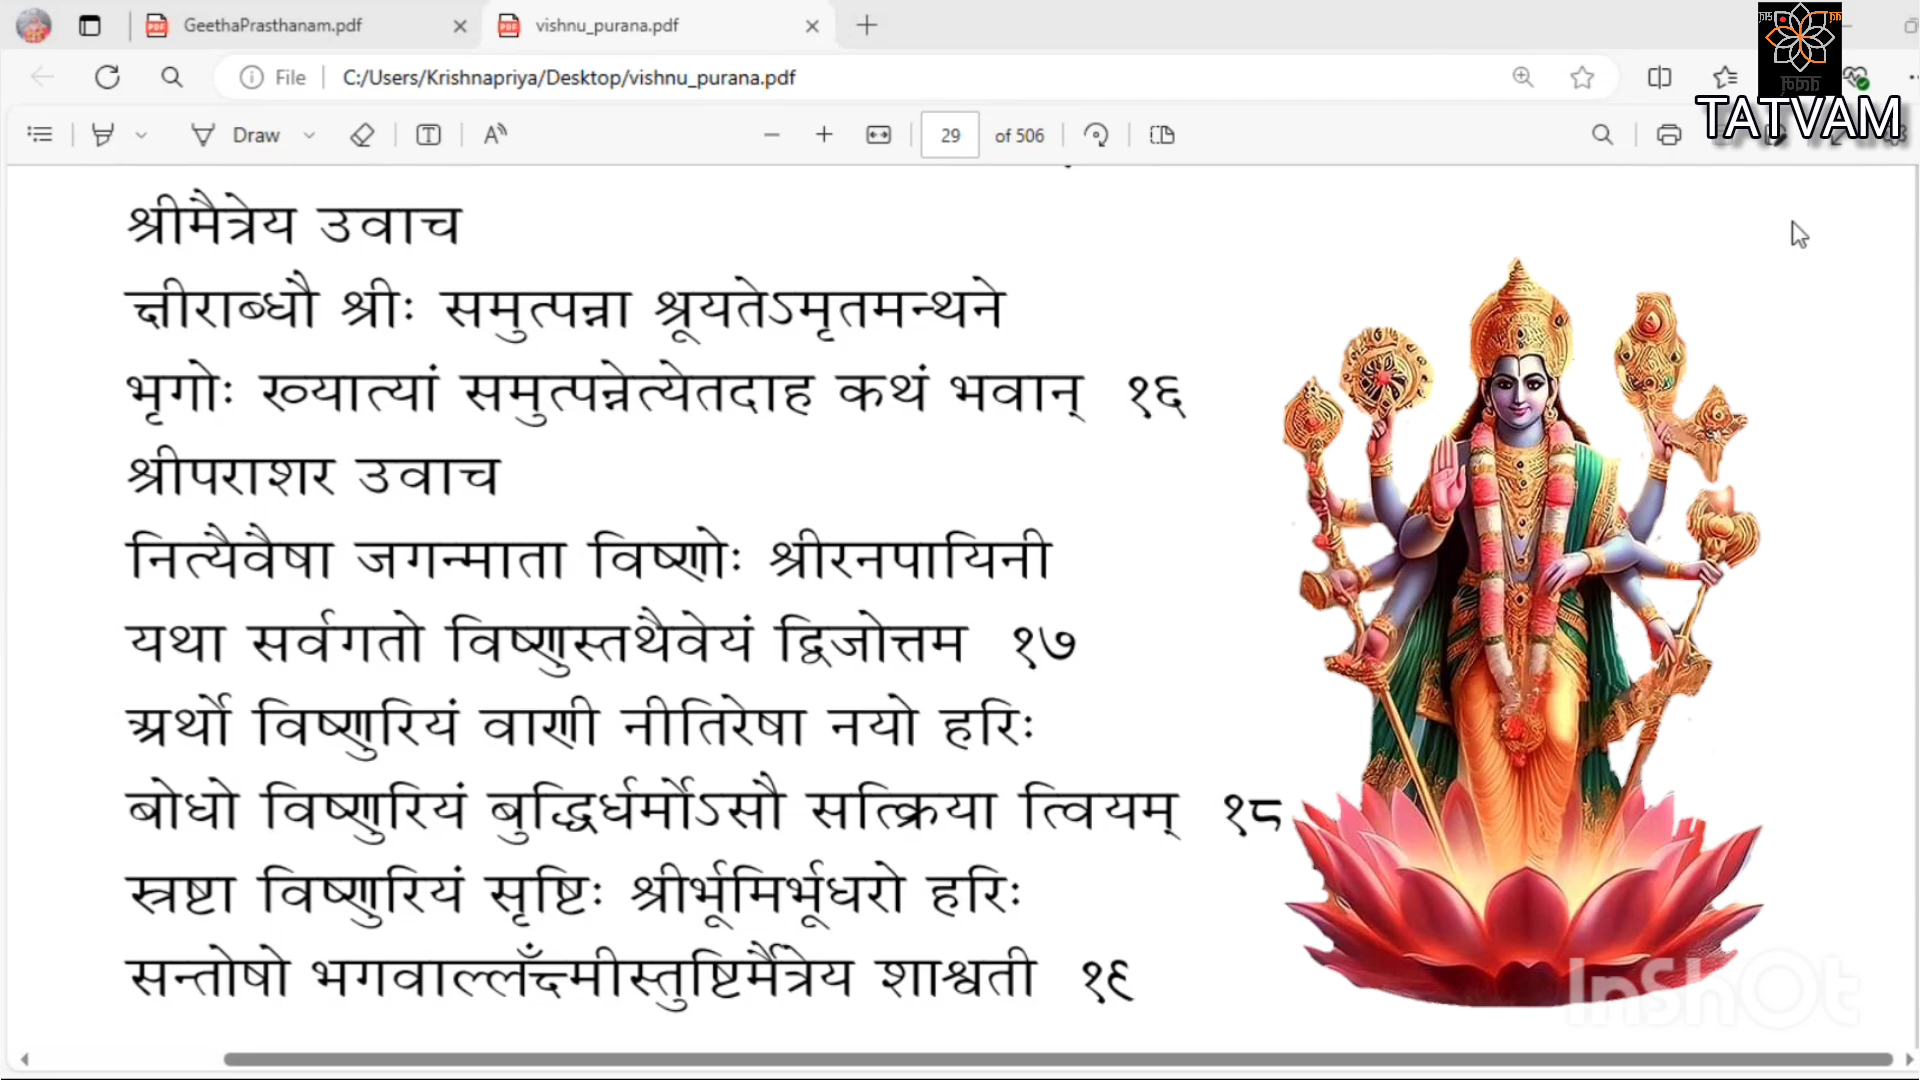 GeethaPrasthanam.pdf
vishnu_purana.pdf
File
C:/Users/Krishnapriya/Desktop/vishnu_purana.pdf
TATVAM
Draw
29 of 506
श्रीमैत्रेय उवाच
क्षीराब्धौ श्रीः समुत्पन्ना श्रूयतेऽमृतमन्थने
भृगोः ख्यात्यां समुत्पन्नेत्येतदाह कथं भवान् १६
श्रीपराशर उवाच
नित्यैवैषा जगन्माता विष्णोः श्रीरनपायिनी
यथा सर्वगतो विष्णुस्तथैवेयं द्विजोत्तम १७
अर्थो विष्णुरियं वाणी नीतिरेषा नयो हरिः
बोधो विष्णुरियं बुद्धिर्धर्मोऽसौ सत्क्रिया त्वियम् १८
स्रष्टा विष्णुरियं सृष्टिः श्रीर्भूमिर्भूधरो हरिः
सन्तोषो भगवाल्लँक्ष्मीस्तुष्टिर्मैत्रेय शाश्वती १९
InShOt